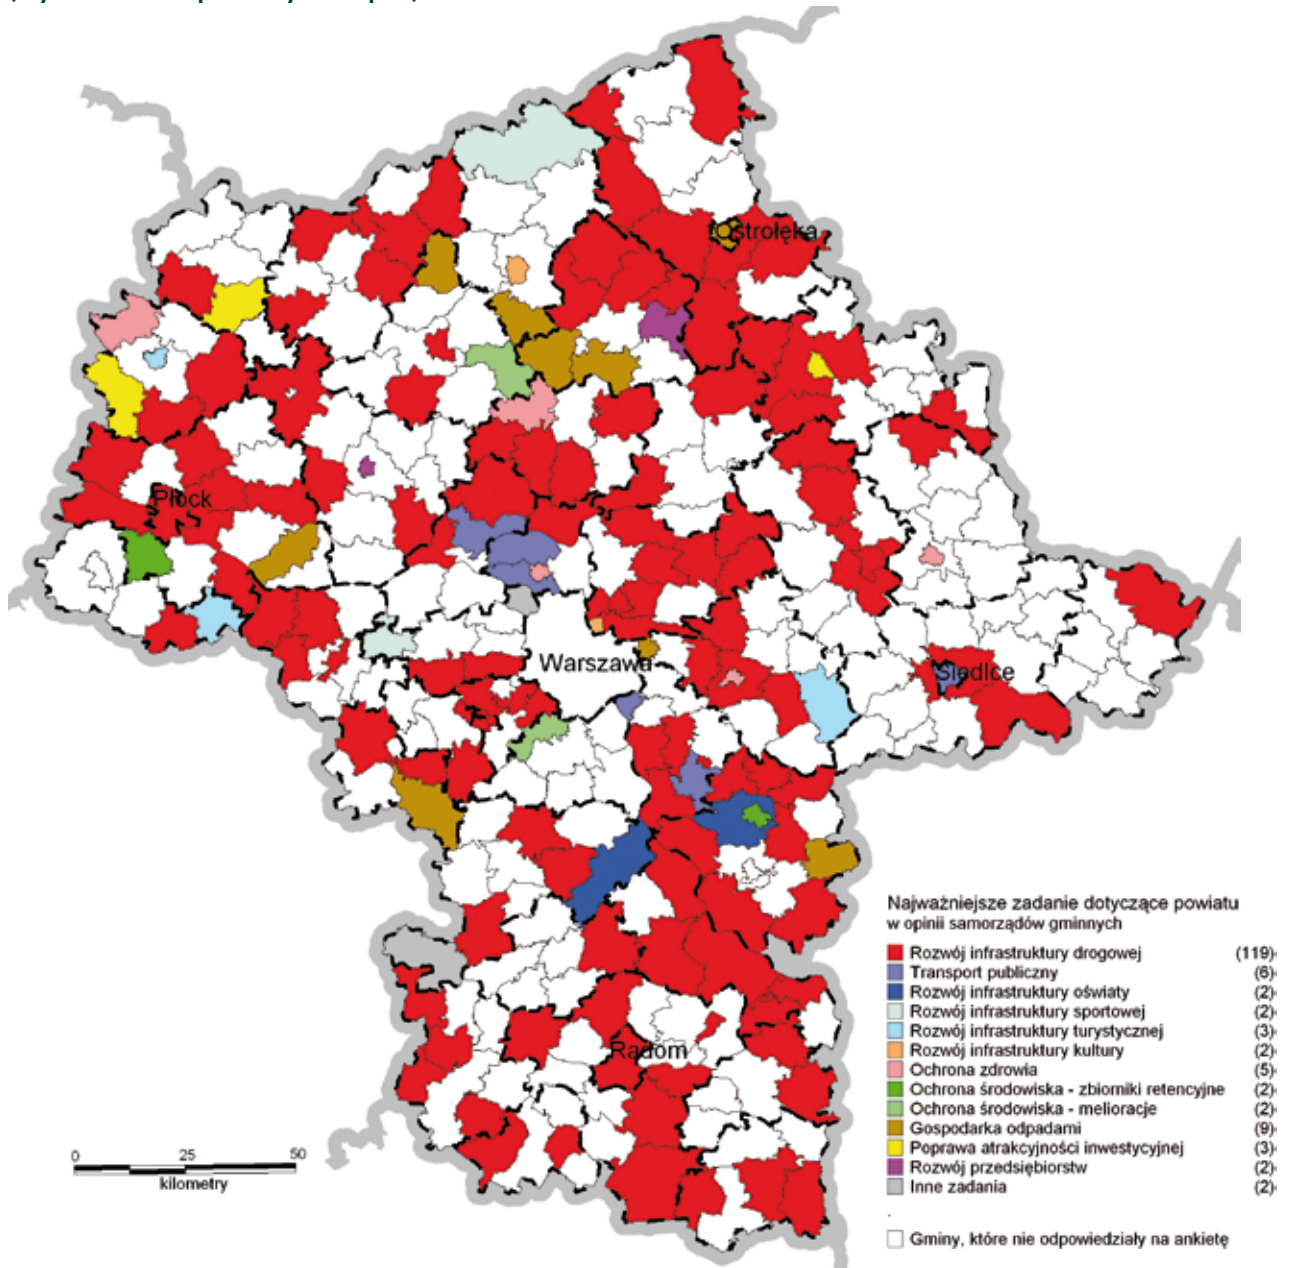 Ostrołęka
Płock
Warszawa
Siedlce
Radom
Najważniejsze zadanie dotyczące powiatu
w opinii samorządów gminnych
Rozwój infrastruktury drogowej (119)
Transport publiczny (6)
Rozwój infrastruktury oświaty (2)
Rozwój infrastruktury sportowej (2)
Rozwój infrastruktury turystycznej (3)
Rozwój infrastruktury kultury (2)
Ochrona zdrowia (5)
Ochrona środowiska - zbiorniki retencyjne (2)
Ochrona środowiska - melioracje (2)
Gospodarka odpadami (9)
Poprawa atrakcyjności inwestycyjnej (3)
Rozwój przedsiębiorstw (2)
Inne zadania (2)
Gminy, które nie odpowiedziały na ankietę
0 25 50
kilometry